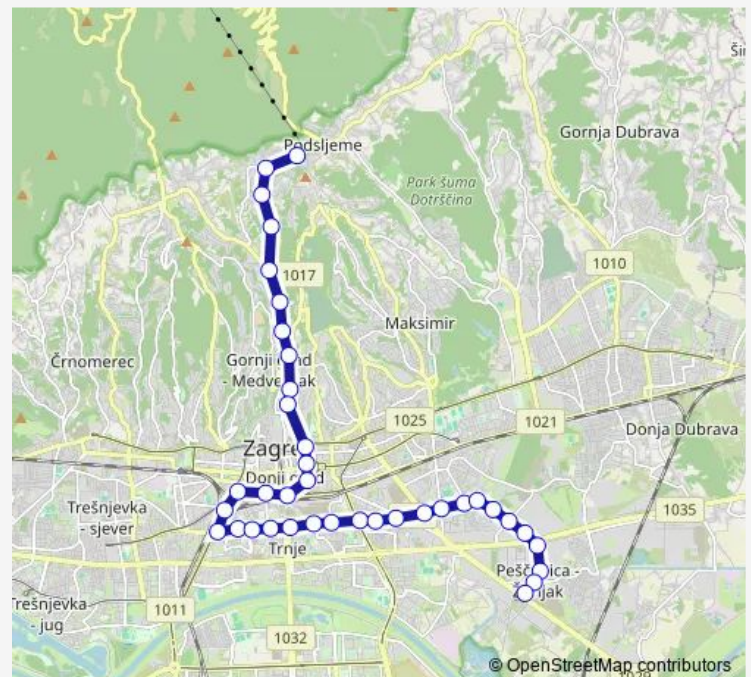 Ši
Podsljeme
Gornja Dubrava
Park šuma
Dotrščina
1010
1017
Maksimir
Črnomerec
Gornji grad
- Medveščak
1025
1021
Zagreb
Donja Dubrava
Donji grad
Trešnjevka
- sjever
1035
Trnje
Peščenica -
Žitnjak
Trešnjevka
- jug
1011
1032
© OpenStreetMap contributors